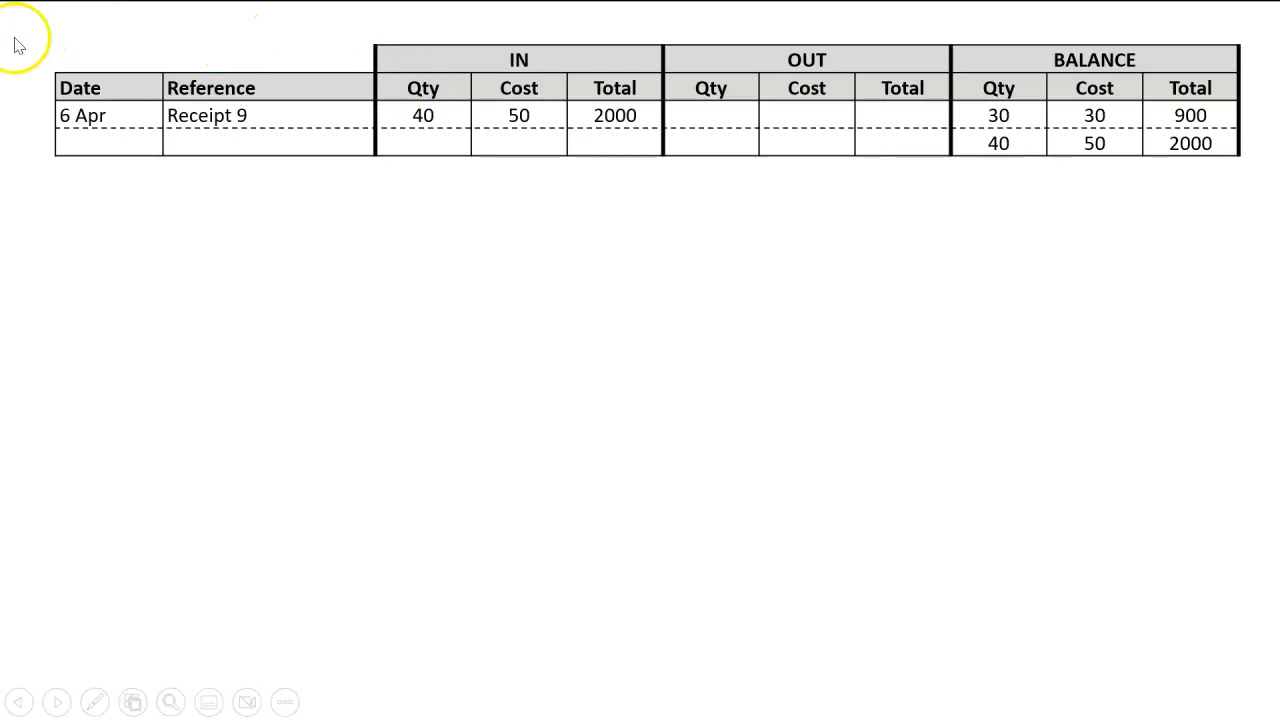 IN OUT BALANCE
Date Reference Qty Cost Total Qty Cost Total Qty Cost Total
6 Apr Receipt 9 40 50 2000 30 30 900
40 50 2000